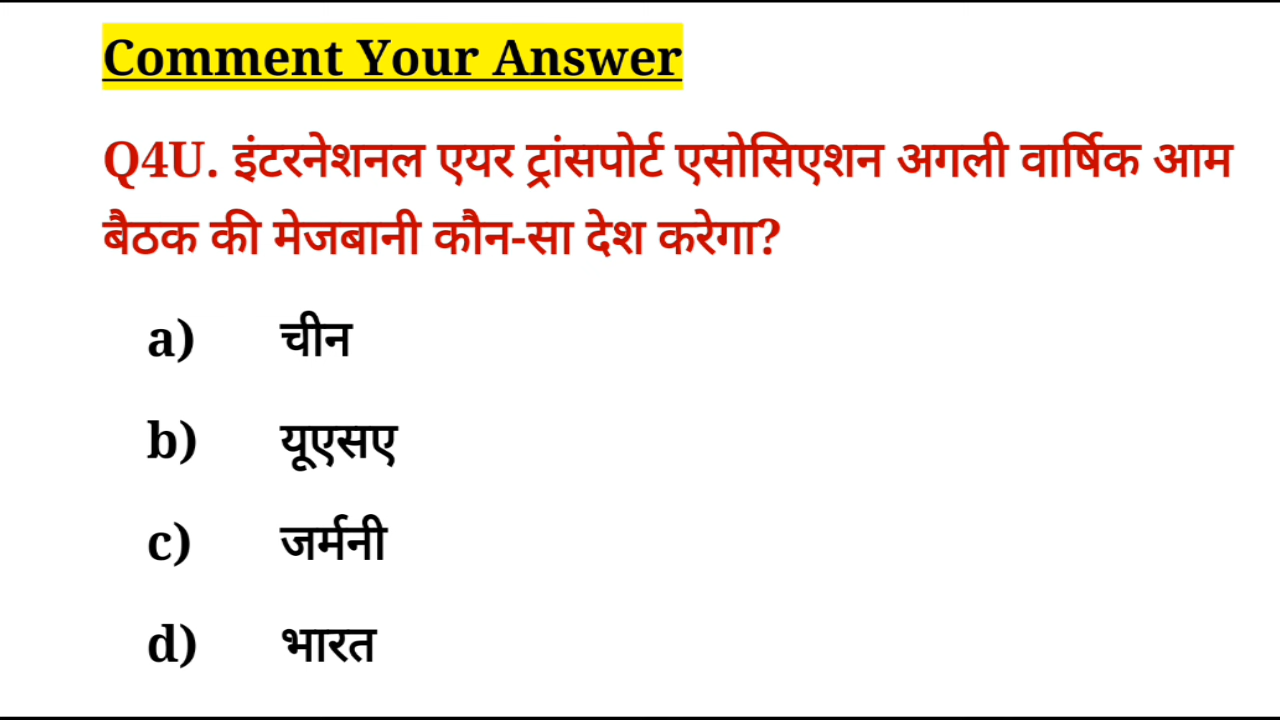 Comment Your Answer
Q4U. इंटरनेशनल एयर ट्रांसपोर्ट एसोसिएशन अगली वार्षिक आम
बैठक की मेजबानी कौन-सा देश करेगा?
a) चीन
b) यूएसए
c) जर्मनी
d) भारत